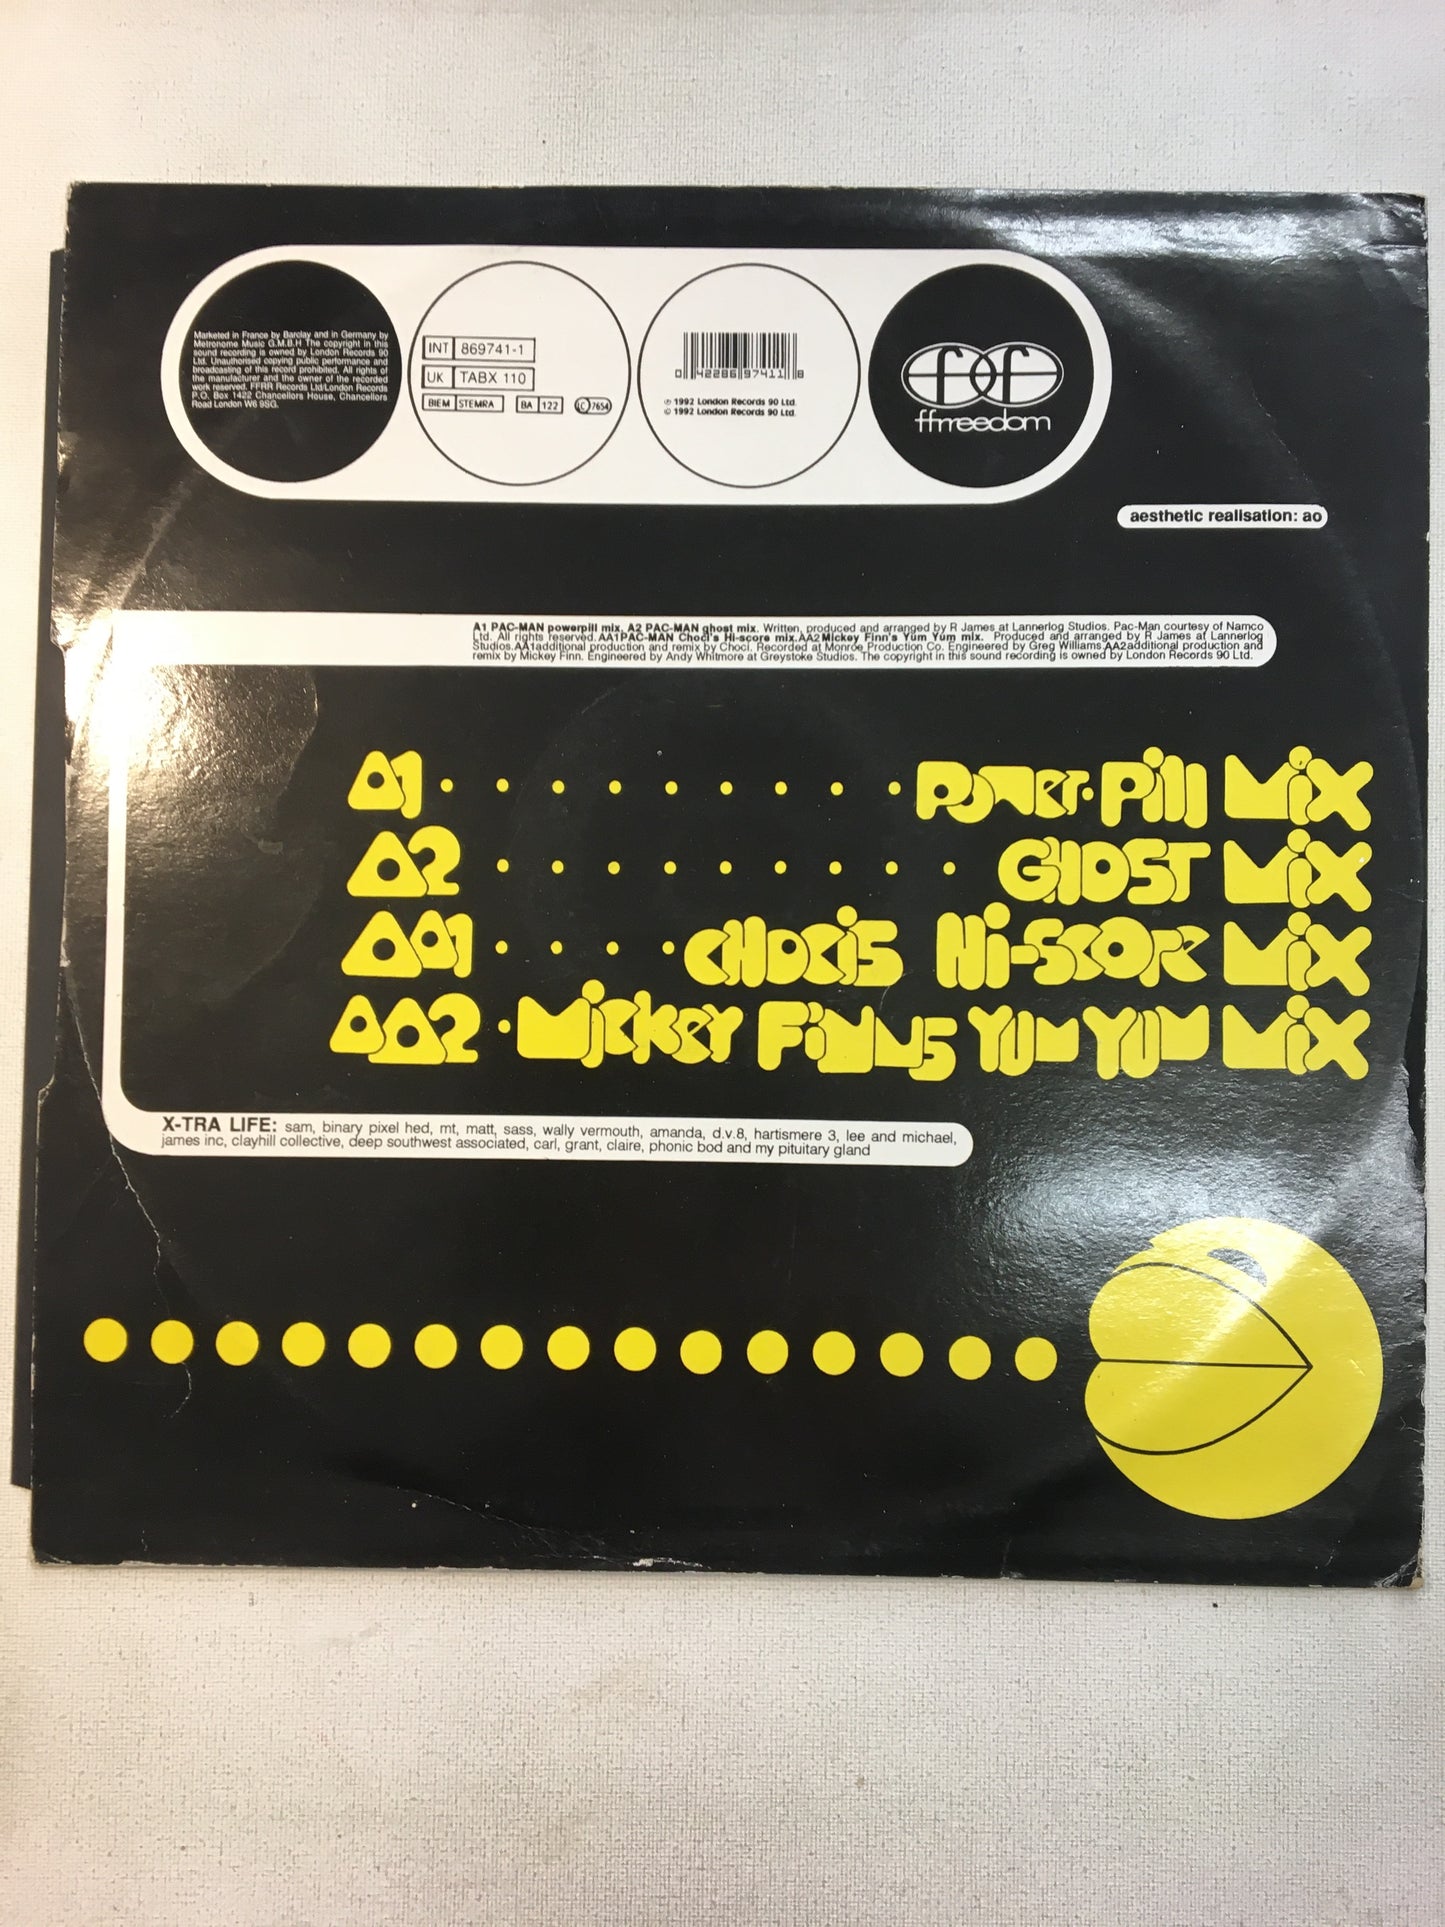 Marketed in France by Barclay and in Germany by
Metronome Music G.M.B.H The copyright in this
sound recording is owned by London Records 90
Ltd. Unauthorised copying public performance and
broadcasting of this record prohibited. All rights of
the manufacturer and the owner of the recorded
work reserved. FFRR Records Ltd/London Records
P.O. Box 1422 Chancellors House, Chancellors
Road London W6 9SG.
INT 869741-1
UK TABX 110
BIEM STEMRA BA 122 LC 7654
0 42286 97411 8
℗ 1992 London Records 90 Ltd.
© 1992 London Records 90 Ltd.
ff
ffrreedom
aesthetic realisation: ao
A1 PAC-MAN powerpill mix. A2 PAC-MAN ghost mix. Written, produced and arranged by R James at Lannerlog Studios. Pac-Man courtesy of Namco
Ltd. All rights reserved. AA1PAC-MAN Choci's Hi-score mix.AA2Mickey Finn's Yum Yum mix. Produced and arranged by R James at Lannerlog
Studios.AA1additional production and remix by Choci. Recorded at Monroe Production Co. Engineered by Greg Williams.AA2additional production and
remix by Mickey Finn. Engineered by Andy Whitmore at Greystoke Studios. The copyright in this sound recording is owned by London Records 90 Ltd.
A1 . . . . . . . . . Power-Pill Mix
A2 . . . . . . . . . GHOST Mix
AA1 . . . . CHOCiS Hi-SCORE MiX
AA2 . Mickey FiNNS YUM YUM MiX
X-TRA LIFE: sam, binary pixel hed, mt, matt, sass, wally vermouth, amanda, d.v.8, hartismere 3, lee and michael,
james inc, clayhill collective, deep southwest associated, carl, grant, claire, phonic bod and my pituitary gland